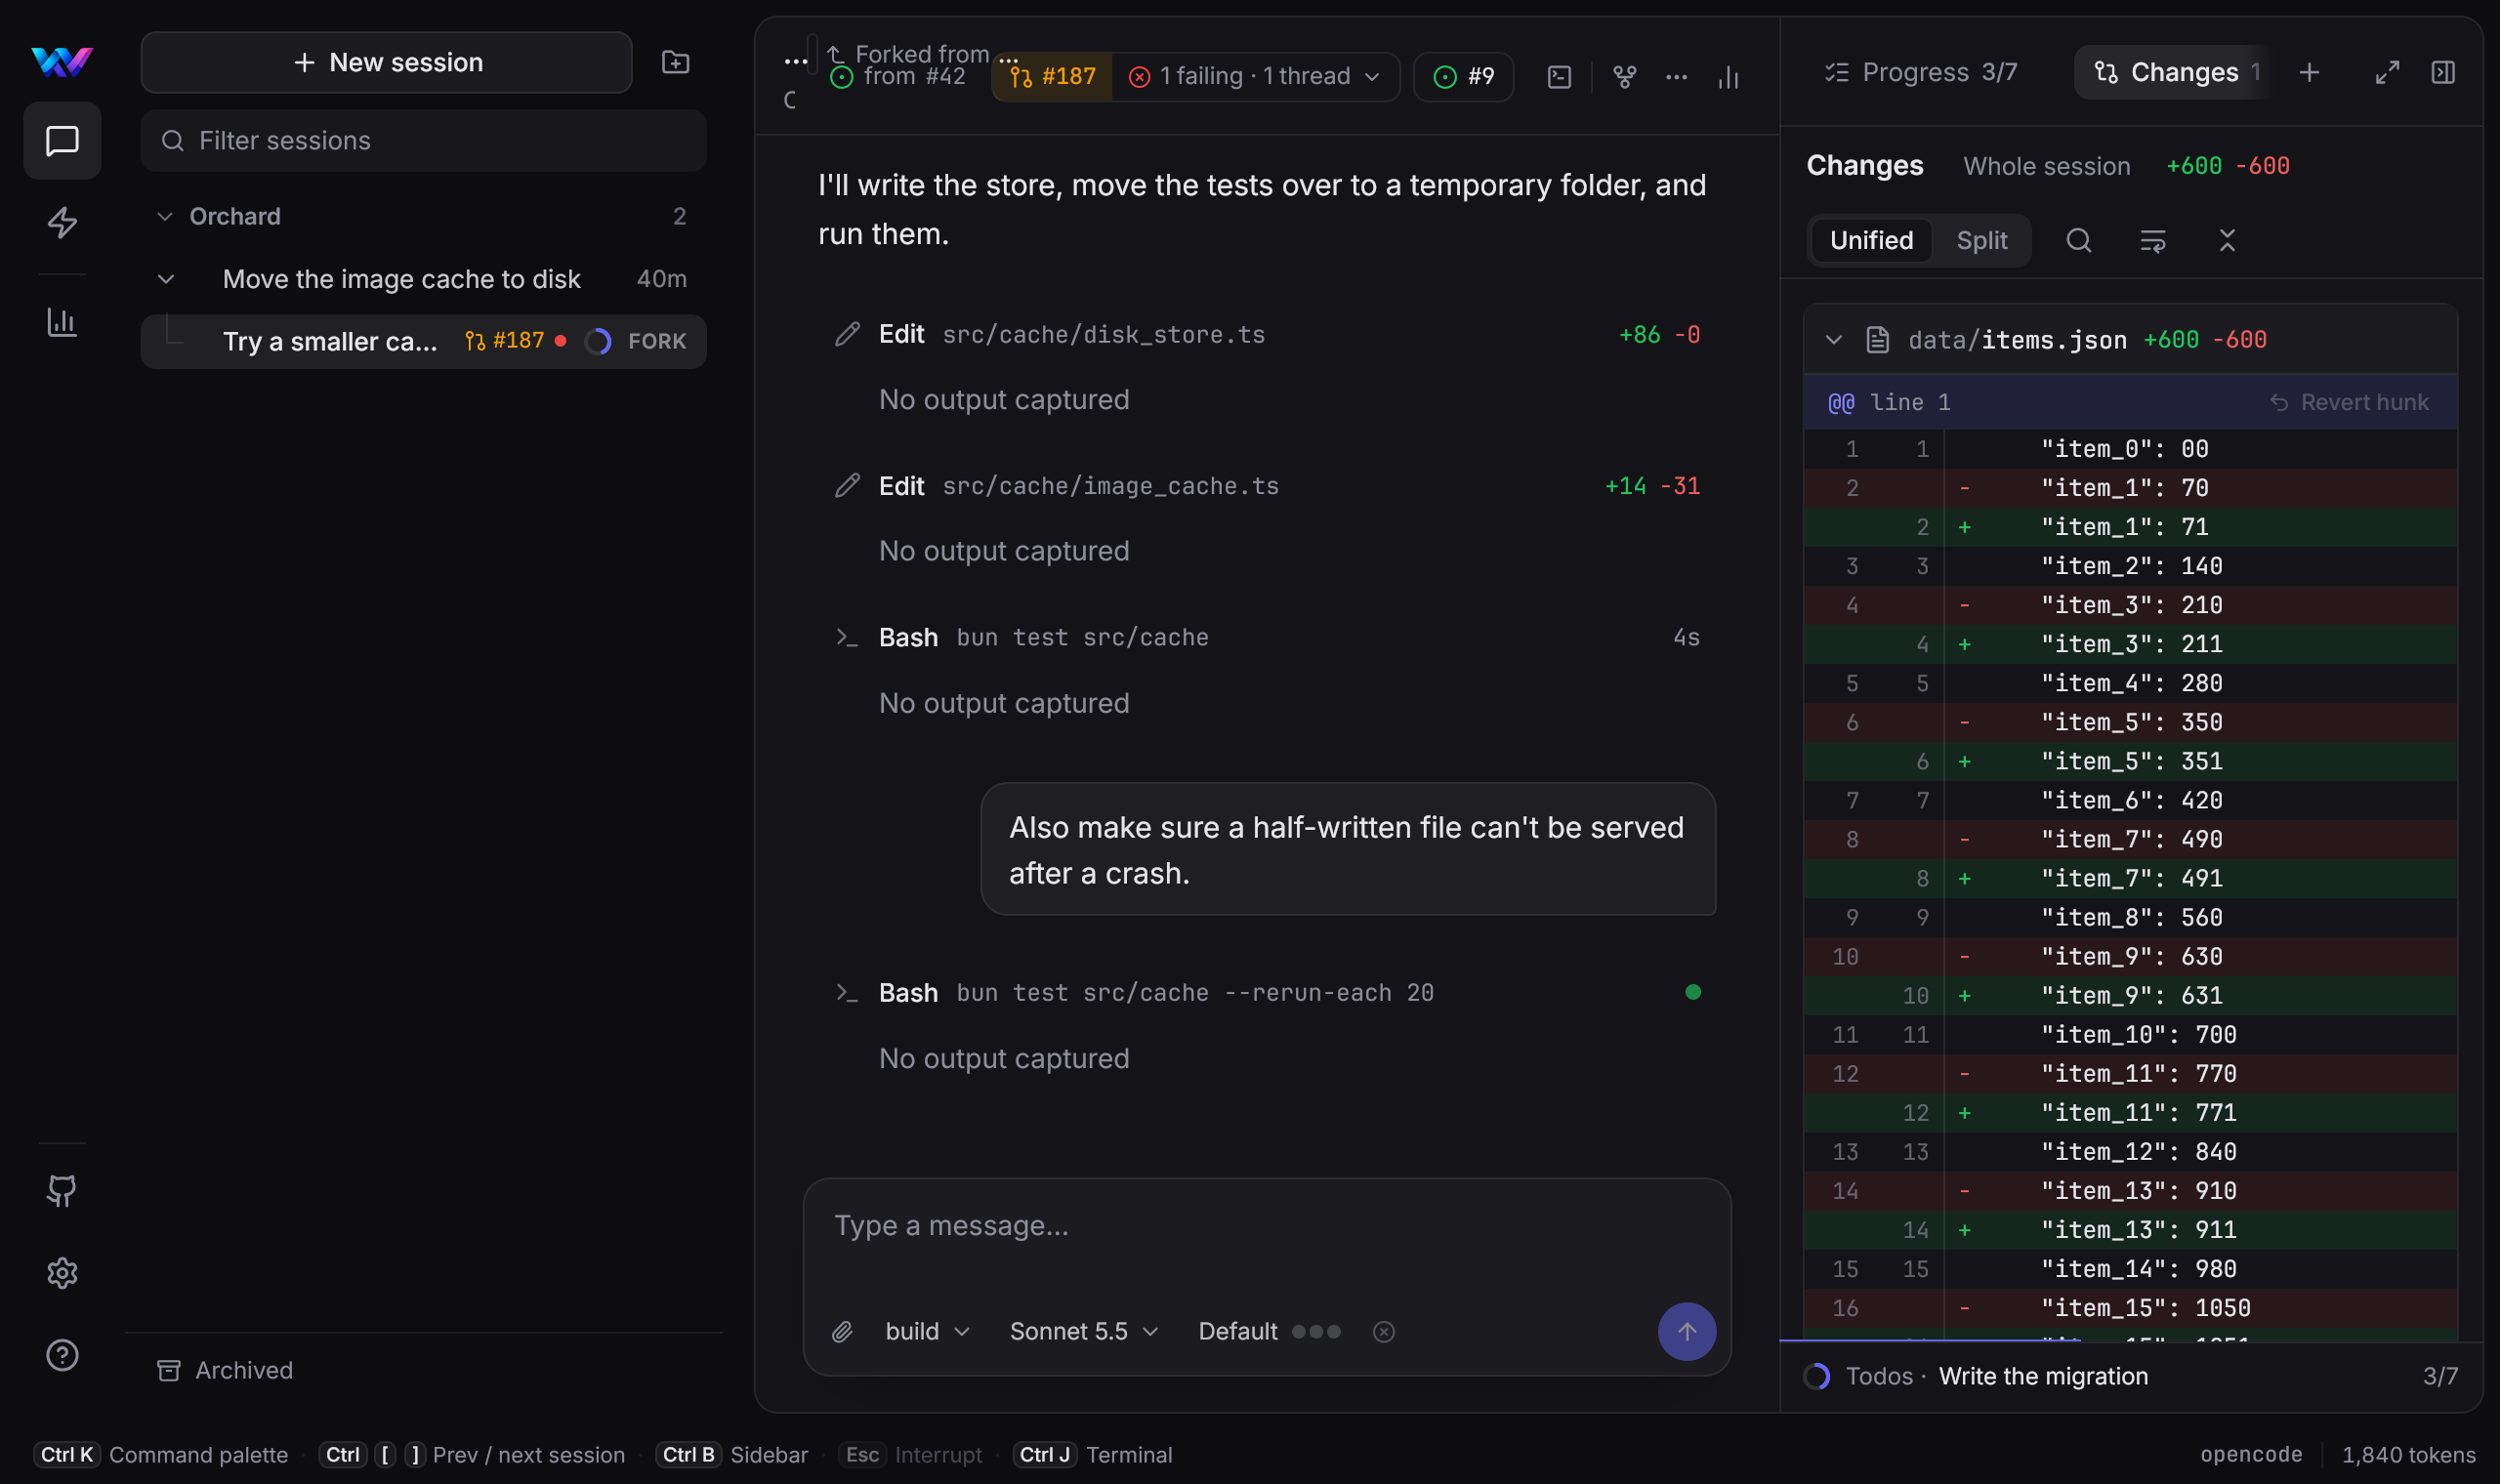 New session
Filter sessions
Orchard 2
Move the image cache to disk 40m
Try a smaller ca... #187 FORK
Archived
... Forked from ...
from #42 #187 1 failing · 1 thread #9
I'll write the store, move the tests over to a temporary folder, and
run them.
Edit src/cache/disk_store.ts +86 -0
No output captured
Edit src/cache/image_cache.ts +14 -31
No output captured
Bash bun test src/cache 4s
No output captured
Also make sure a half-written file can't be served
after a crash.
Bash bun test src/cache --rerun-each 20
No output captured
Type a message...
build Sonnet 5.5 Default
Progress 3/7 Changes 1
Changes Whole session +600 -600
Unified Split
data/items.json +600 -600
@@ line 1 Revert hunk
1 1 "item_0": 00
2 - "item_1": 70
2 + "item_1": 71
3 3 "item_2": 140
4 - "item_3": 210
4 + "item_3": 211
5 5 "item_4": 280
6 - "item_5": 350
6 + "item_5": 351
7 7 "item_6": 420
8 - "item_7": 490
8 + "item_7": 491
9 9 "item_8": 560
10 - "item_9": 630
10 + "item_9": 631
11 11 "item_10": 700
12 - "item_11": 770
12 + "item_11": 771
13 13 "item_12": 840
14 - "item_13": 910
14 + "item_13": 911
15 15 "item_14": 980
16 - "item_15": 1050
Todos · Write the migration 3/7
Ctrl K Command palette · Ctrl [ ] Prev / next session · Ctrl B Sidebar · Esc Interrupt · Ctrl J Terminal
opencode 1,840 tokens